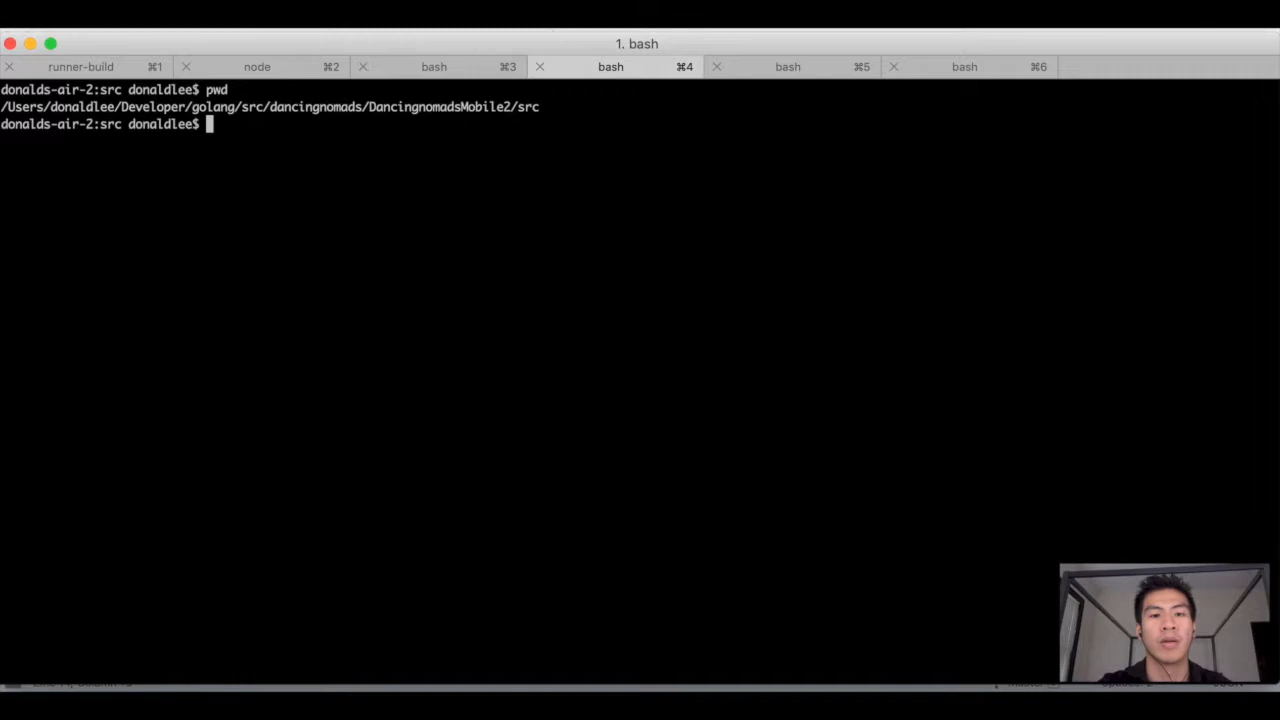 1. bash
runner-build ⌘1 node ⌘2 bash ⌘3 bash ⌘4 bash ⌘5 bash ⌘6
donalds-air-2:src donaldlee$ pwd
/Users/donaldlee/Developer/golang/src/dancingnomads/DancingnomadsMobile2/src
donalds-air-2:src donaldlee$